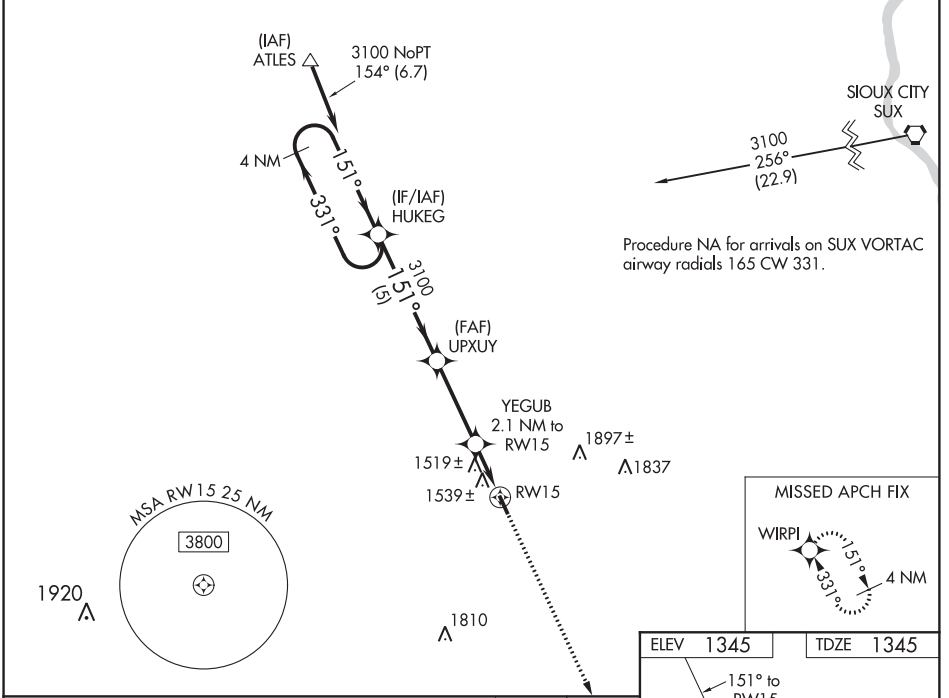 (IAF)
ATLES
3100 NoPT
154° (6.7)
SIOUX CITY
SUX
3100
256°
(22.9)
4 NM
151°
331°
(IF/IAF)
HUKEG
Procedure NA for arrivals on SUX VORTAC
airway radials 165 CW 331.
3100
151°
(5)
(FAF)
UPXUY
YEGUB
2.1 NM to
RW15
1897±
1837
1519±
1539±
RW15
MSA RW15 25 NM
3800
1920
1810
MISSED APCH FIX
WIRPI
151°
331°
4 NM
ELEV 1345
TDZE 1345
151° to
RW15